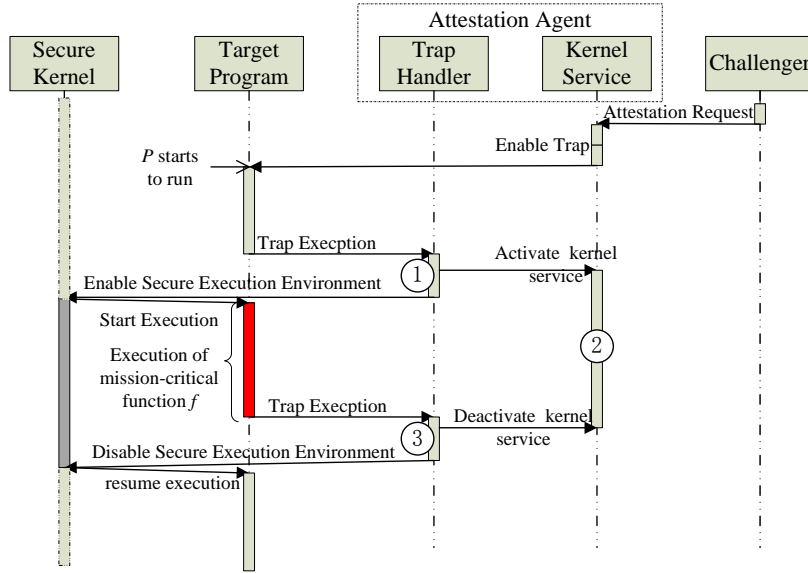 Attestation Agent
Secure
Kernel
Target
Program
Trap
Handler
Kernel
Service
Challenger
Attestation Request
Enable Trap
P starts
to run
Trap Execption
Activate kernel
service
①
Enable Secure Execution Environment
Start Execution
Execution of
mission-critical
function f
②
Trap Execption
Deactivate kernel
service
③
Disable Secure Execution Environment
resume execution